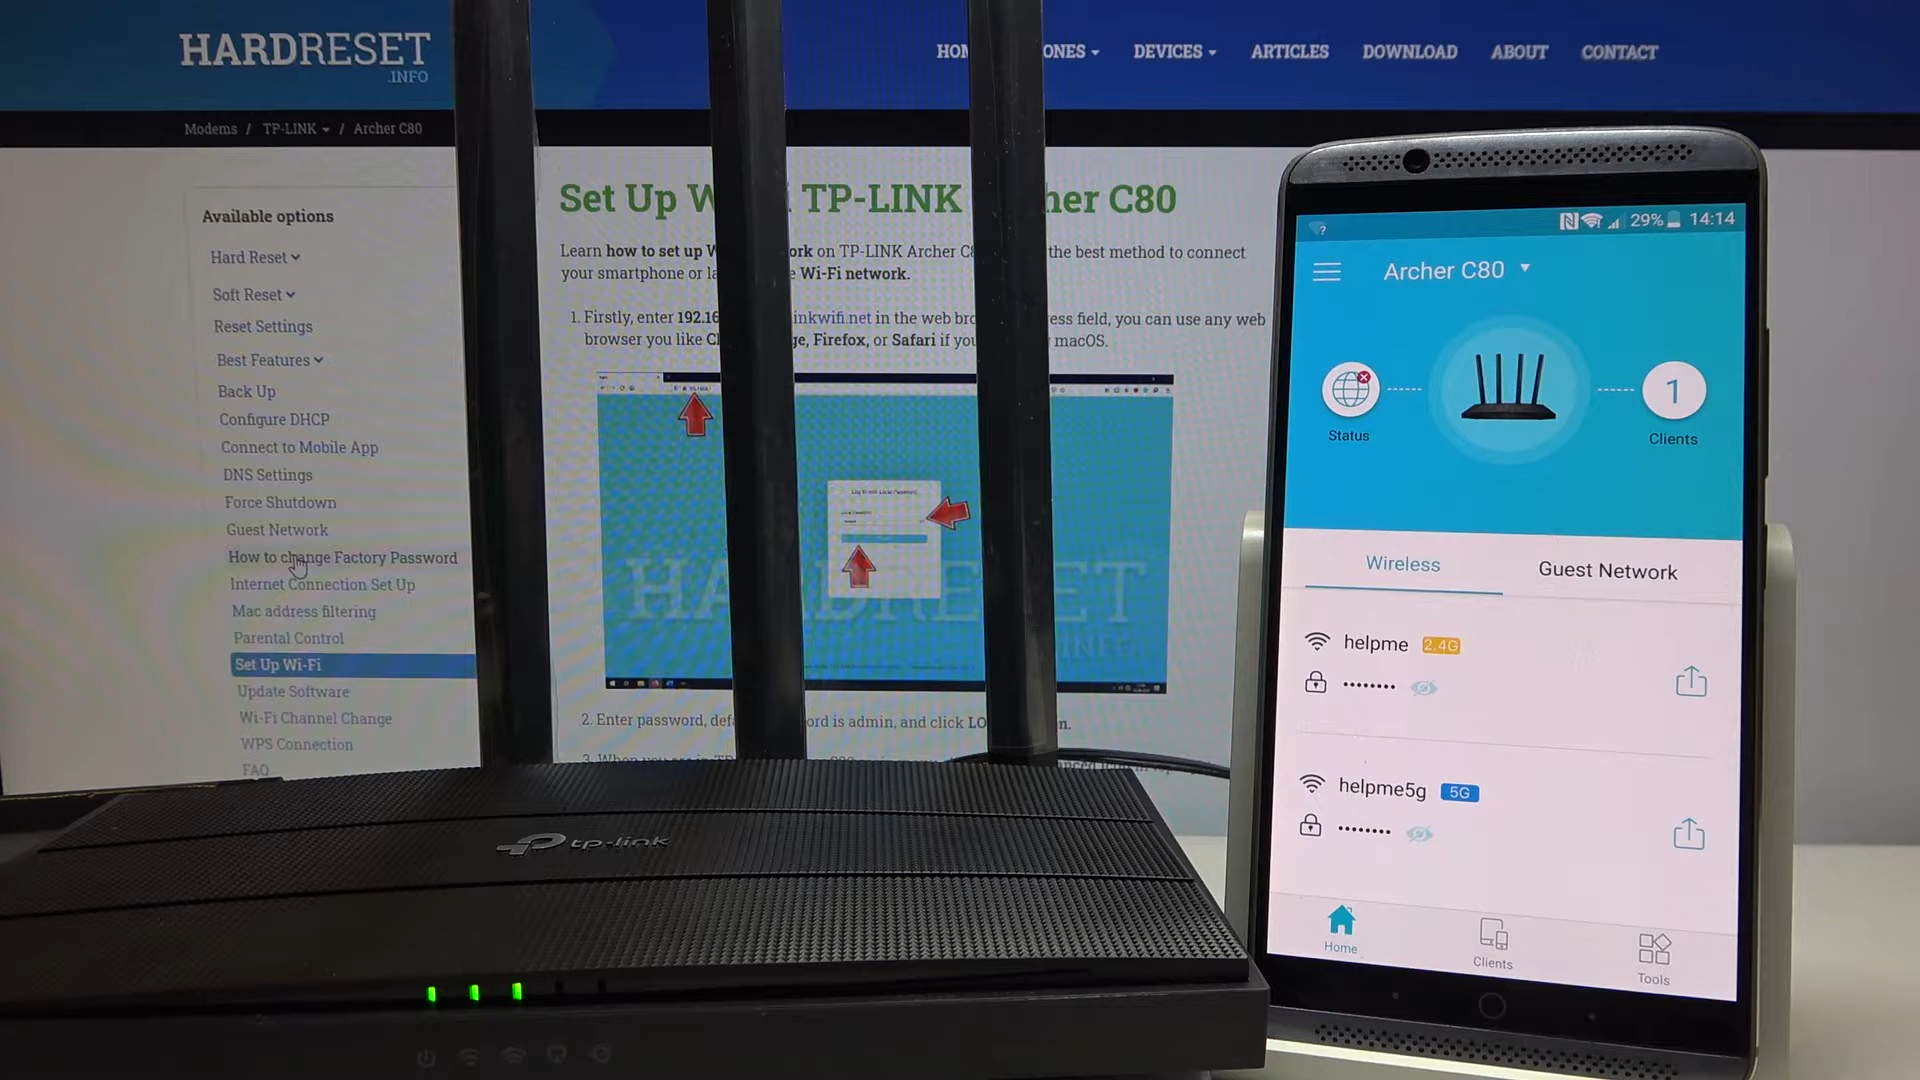 HARDRESET
.INFO
HOM ONES DEVICES ARTICLES DOWNLOAD ABOUT CONTACT
Modems / TP-LINK / Archer C80
Available options
Hard Reset
Soft Reset
Reset Settings
Best Features
Back Up
Configure DHCP
Connect to Mobile App
DNS Settings
Force Shutdown
Guest Network
How to change Factory Password
Internet Connection Set Up
Mac address filtering
Parental Control
Set Up Wi-Fi
Update Software
Wi-Fi Channel Change
WPS Connection
FAQ
Set Up W TP-LINK her C80
Learn how to set up W ork on TP-LINK Archer C8 the best method to connect
your smartphone or la e Wi-Fi network.
1. Firstly, enter 192.16 inkwifi.net in the web bro ess field, you can use any web
browser you like C ge, Firefox, or Safari if you macOS.
2. Enter password, def ord is admin, and click LO n.
tp-link
? 29% 14:14
Archer C80
1
Status
Clients
Wireless
Guest Network
helpme 2.4G
••••••••
helpme5g 5G
••••••••
Home
Clients
Tools